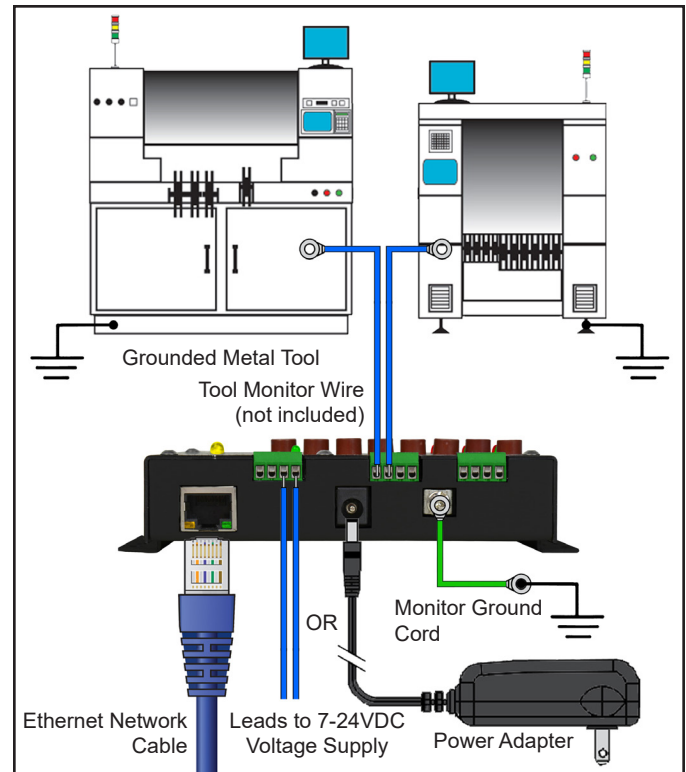 Grounded Metal Tool
Tool Monitor Wire
(not included)
OR
Monitor Ground
Cord
Ethernet Network
Cable
Leads to 7-24VDC
Voltage Supply
Power Adapter